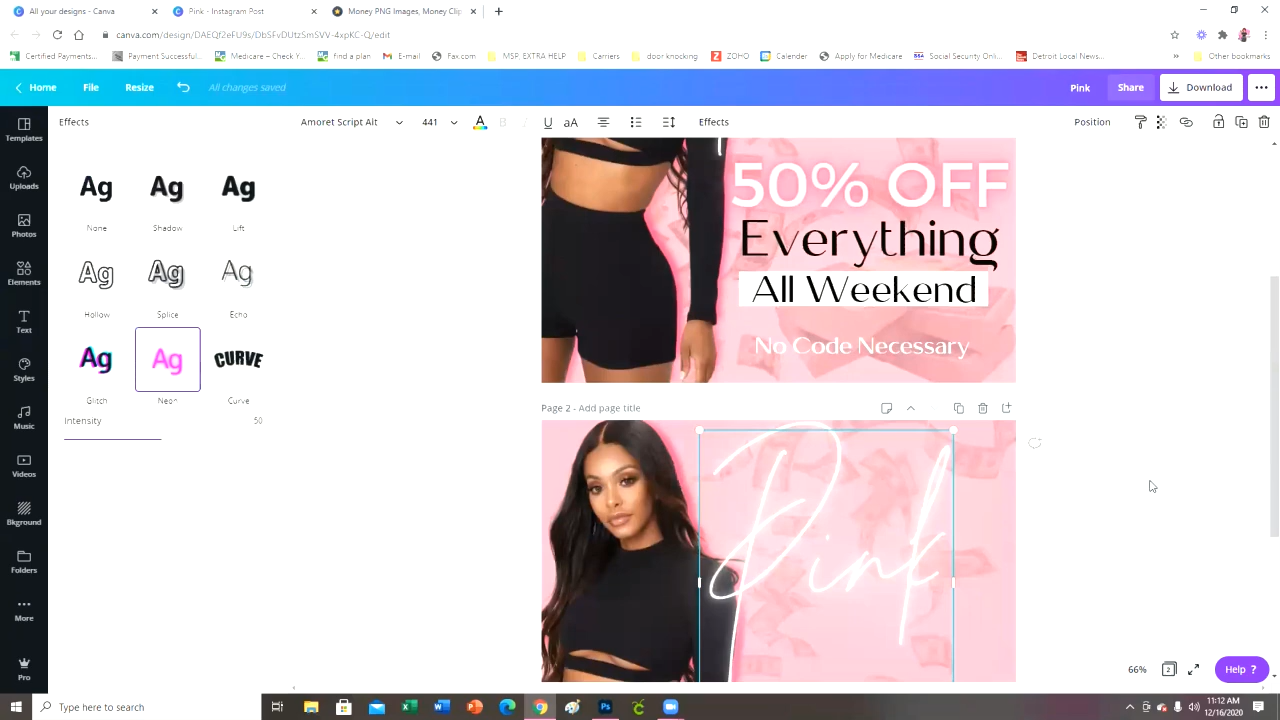 All your designs - Canva
Pink - Instagram Post
Money PNG Images, Money Clip
canva.com/design/DAEQf2eFU9s/DbSFvDUtzSmSVV-4xpKC-Q/edit
Certified Payments...
Payment Successful...
Medicare – Check Y...
find a plan
E-mail
Fax.com
MSP: EXTRA HELP
Carriers
door knocking
ZOHO
Calender
Apply for Medicare
Social Security Onli...
Detroit Local News...
Other bookmarks
Home
File
Resize
All changes saved
Pink
Share
Download
Effects
Amoret Script Alt
441
A
B
I
U
aA
Effects
Position
Templates
Uploads
Photos
Elements
Text
Styles
Music
Videos
Bkground
Folders
More
Pro
Ag Ag Ag
None Shadow Lift
Ag Ag Ag
Hollow Splice Echo
Ag Ag CURVE
Glitch Neon Curve
Intensity 50
50% OFF
Everything
All Weekend
No Code Necessary
Page 2 - Add page title
Pink
66%
2
Help ?
Type here to search
11:12 AM
12/16/2020